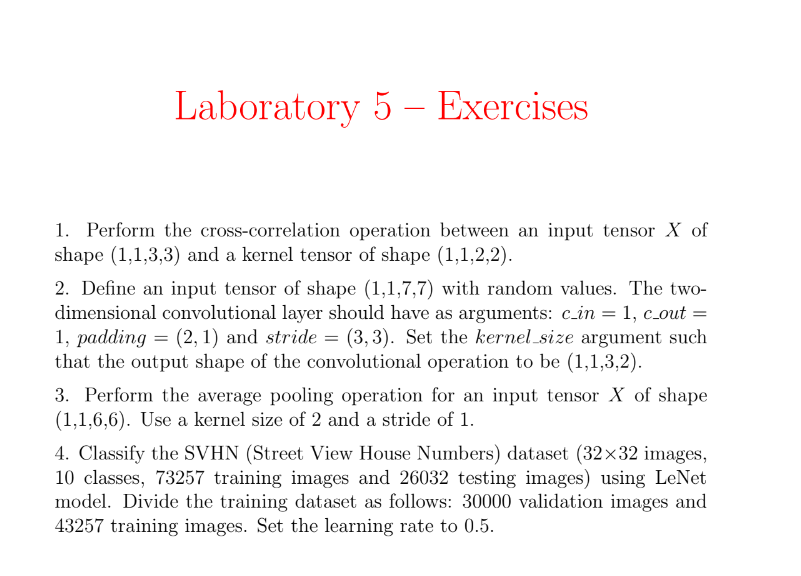 Laboratory 5 – Exercises
1. Perform the cross-correlation operation between an input tensor X of
shape (1,1,3,3) and a kernel tensor of shape (1,1,2,2).
2. Define an input tensor of shape (1,1,7,7) with random values. The two-
dimensional convolutional layer should have as arguments: c_in = 1, c_out =
1, padding = (2, 1) and stride = (3, 3). Set the kernel_size argument such
that the output shape of the convolutional operation to be (1,1,3,2).
3. Perform the average pooling operation for an input tensor X of shape
(1,1,6,6). Use a kernel size of 2 and a stride of 1.
4. Classify the SVHN (Street View House Numbers) dataset (32×32 images,
10 classes, 73257 training images and 26032 testing images) using LeNet
model. Divide the training dataset as follows: 30000 validation images and
43257 training images. Set the learning rate to 0.5.